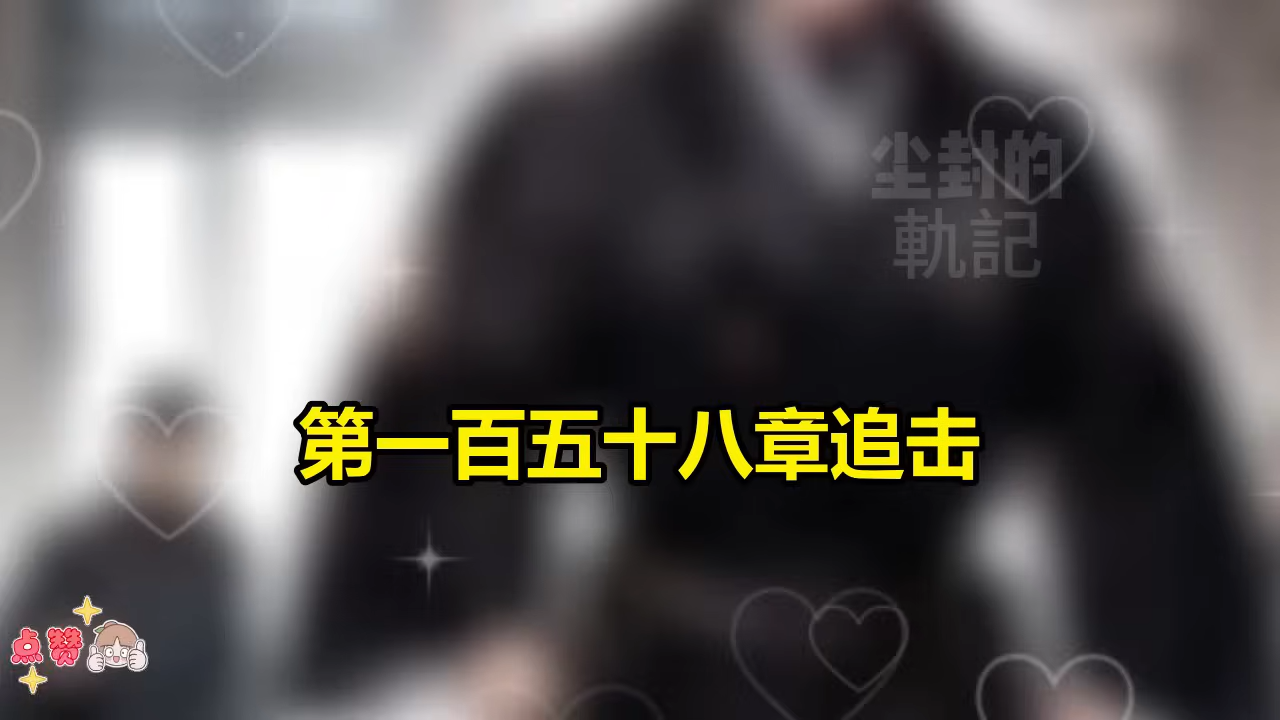 尘封的
軌記
第一百五十八章追击
点赞